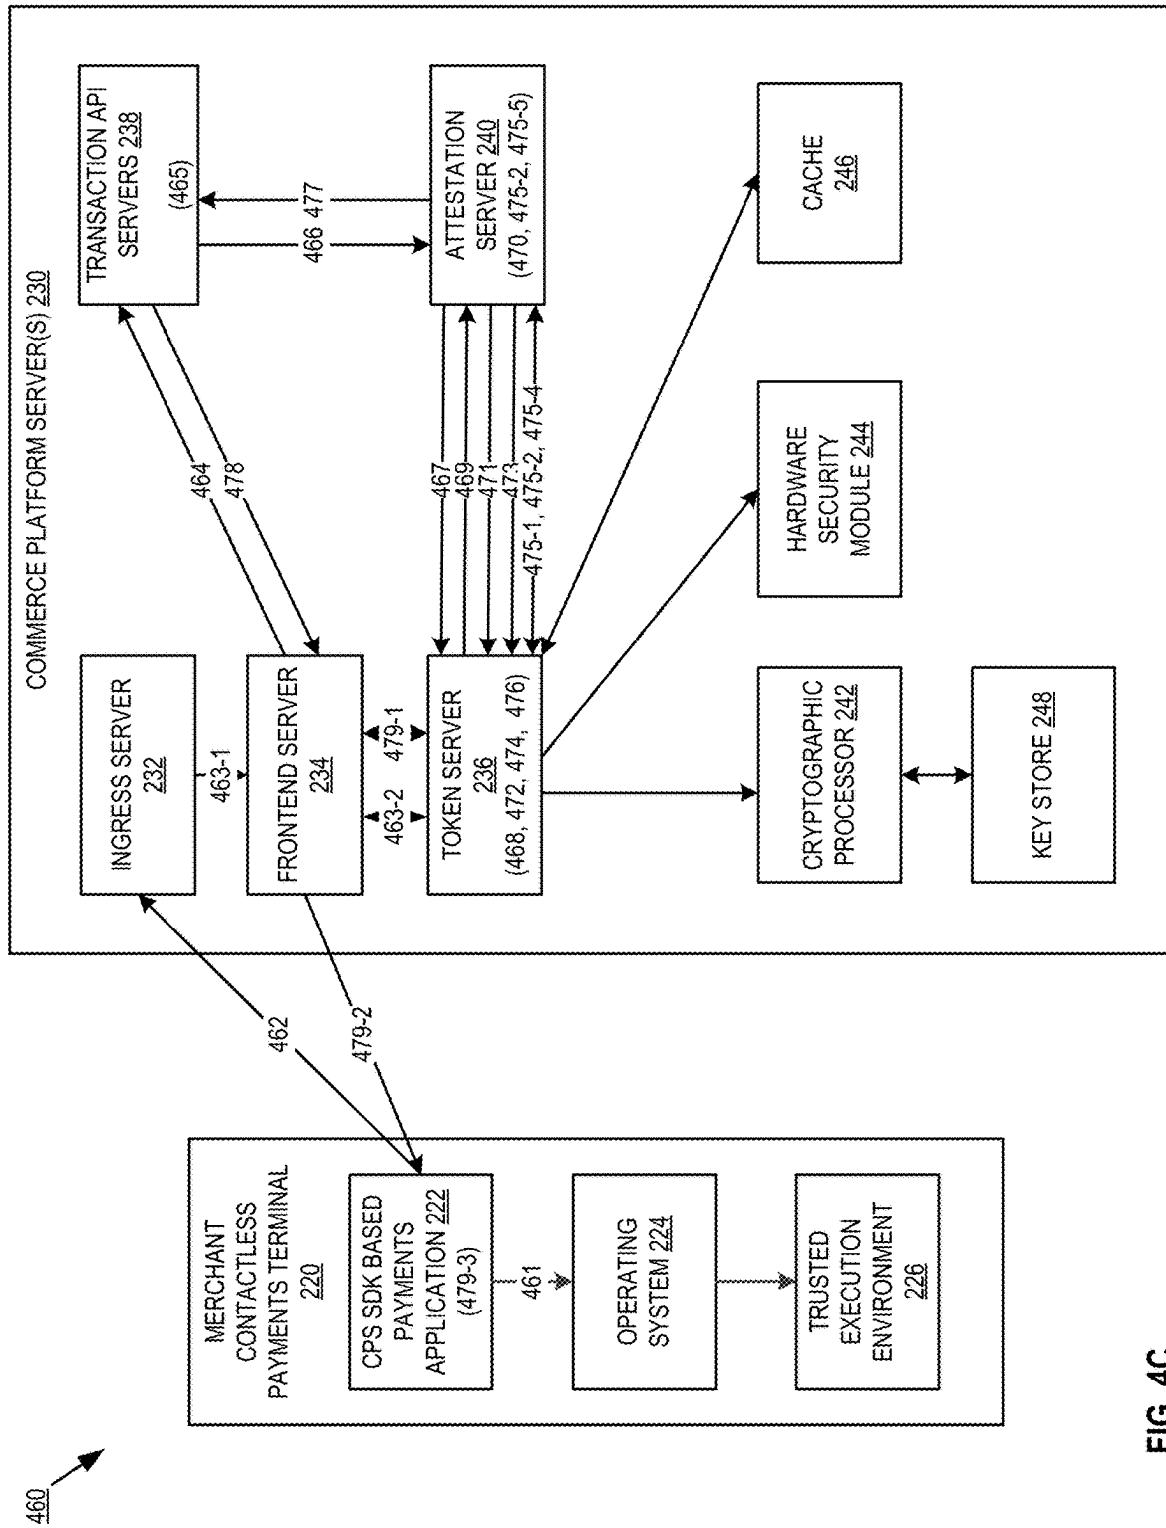 460
MERCHANT
CONTACTLESS
PAYMENTS TERMINAL
220
CPS SDK BASED
PAYMENTS
APPLICATION 222
(479-3)
461
OPERATING
SYSTEM 224
TRUSTED
EXECUTION
ENVIRONMENT
226
462
479-2
COMMERCE PLATFORM SERVER(S) 230
INGRESS SERVER
232
463-1
FRONTEND SERVER
234
463-2
479-1
TOKEN SERVER
236
(468, 472, 474, 476)
464
478
TRANSACTION API
SERVERS 238
(465)
466
477
ATTESTATION
SERVER 240
(470, 475-2, 475-5)
467
469
471
473
475-1, 475-2, 475-4
CRYPTOGRAPHIC
PROCESSOR 242
HARDWARE
SECURITY
MODULE 244
CACHE
246
KEY STORE 248
FIG. 4C